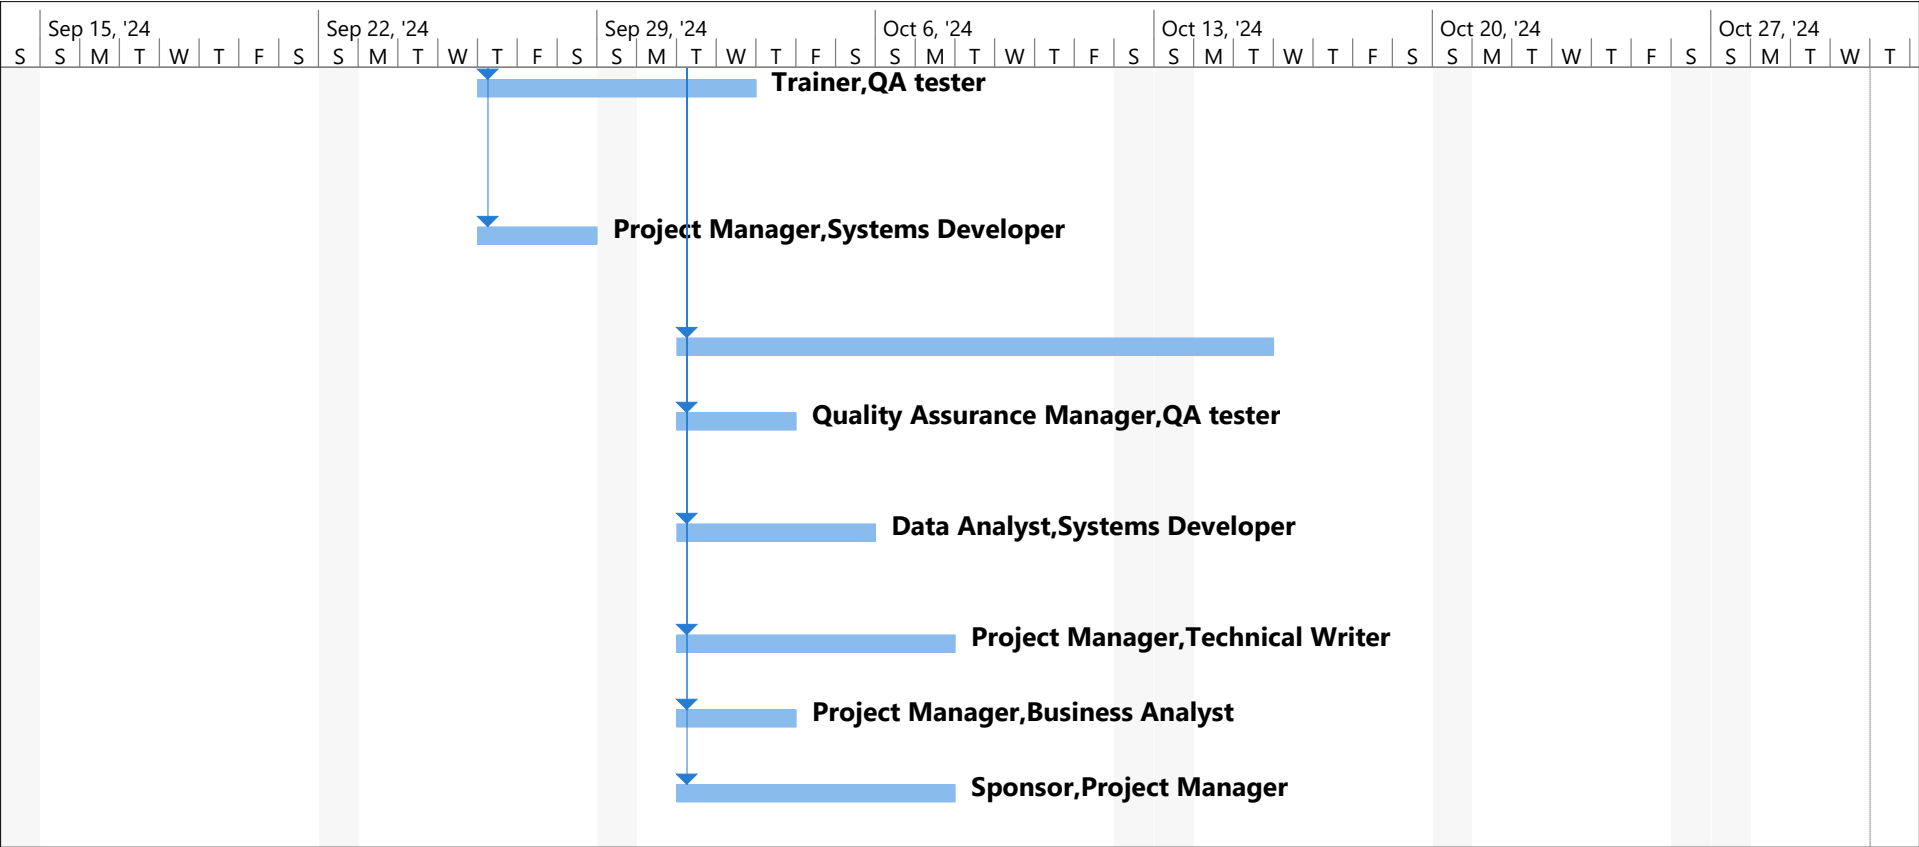 Sep 15, '24 Sep 22, '24 Sep 29, '24 Oct 6, '24 Oct 13, '24 Oct 20, '24 Oct 27, '24
S S M T W T F S S M T W T F S S M T W T F S S M T W T F S S M T W T F S S M T W T F S S M T W T
Trainer,QA tester
Project Manager,Systems Developer
Quality Assurance Manager,QA tester
Data Analyst,Systems Developer
Project Manager,Technical Writer
Project Manager,Business Analyst
Sponsor,Project Manager